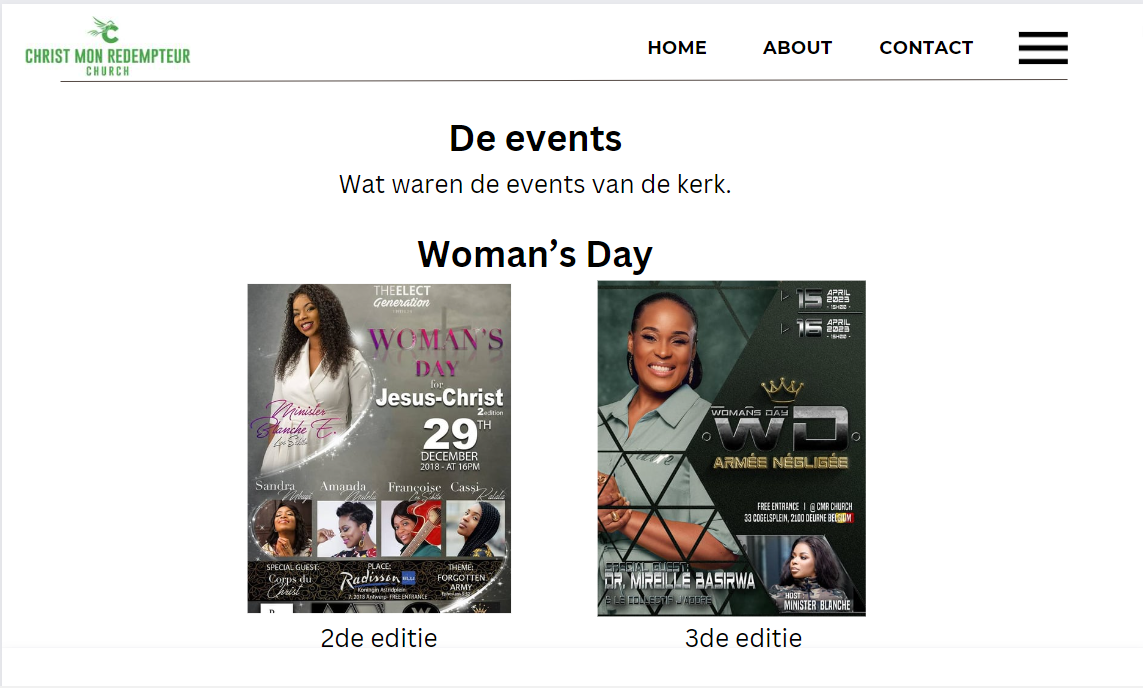 CHRIST MON REDEMPTEUR
CHURCH
HOME ABOUT CONTACT
De events
Wat waren de events van de kerk.
Woman’s Day
THE ELECT
Generation
WOMAN'S
DAY
for
Jesus-Christ
2edition
29TH
DECEMBER
2018 - AT 16PM
Minister
Blanche E.
Sandra Amanda Françoise Cassi
SPECIAL GUEST:
Corps du
Christ
PLACE:
Radisson BLU
Koningin Astridplein
7, 2018 Antwerp- FREE ENTRANCE
THEME:
FORGOTTEN
ARMY
2de editie
15 APRIL
2023
- 15H00 -
16 APRIL
2023
- 15H00 -
WOMANS DAY
WD
ARMÉE NÉGLIGÉE
FREE ENTRANCE | @ CMR CHURCH
33 COGELSPLEIN, 2100 DEURNE BELGIUM
SPECIAL GUEST:
DR. MIREILLE BASIRWA
& LE COLLECTIF J'ADORE
HOST:
MINISTER BLANCHE
3de editie